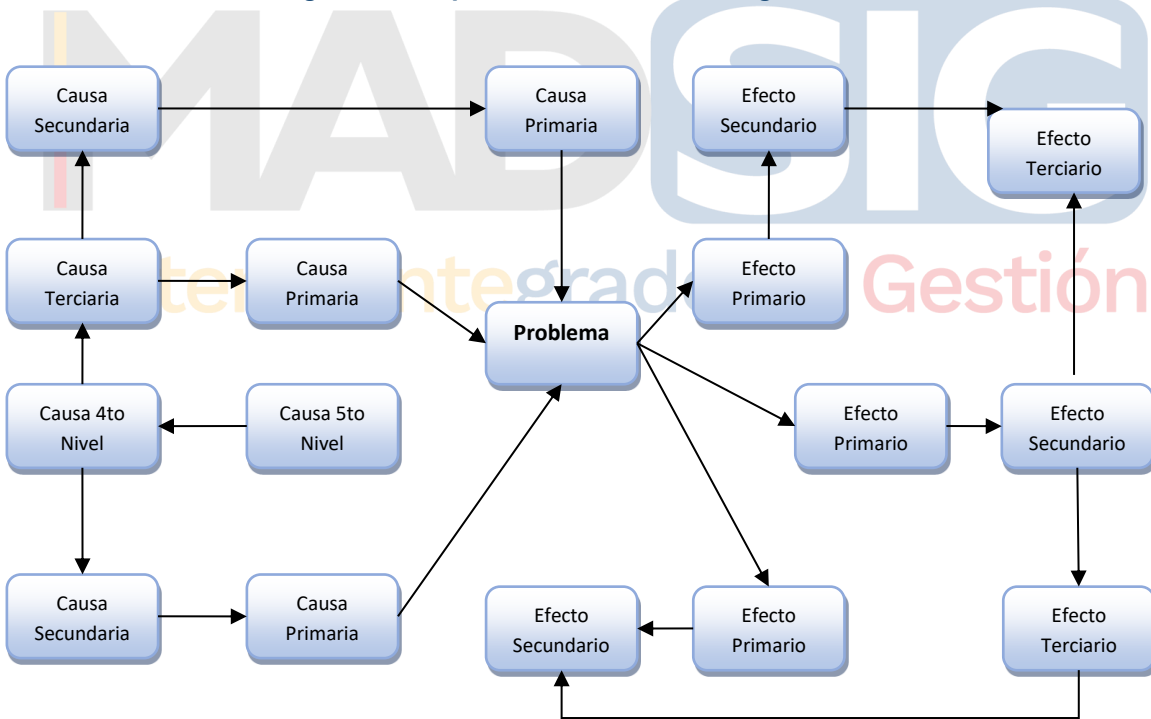 MADSIG
Causa
Secundaria
Causa
Primaria
Efecto
Secundario
Efecto
Terciario
Causa
Terciaria
Causa
Primaria
Problema
Efecto
Primario
Gestión
Causa 4to
Nivel
Causa 5to
Nivel
Efecto
Primario
Efecto
Secundario
Causa
Secundaria
Causa
Primaria
Efecto
Secundario
Efecto
Primario
Efecto
Terciario